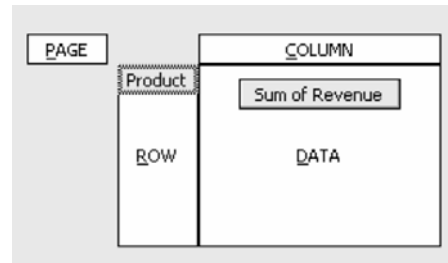 PAGE
COLUMN
Product
Sum of Revenue
ROW
DATA